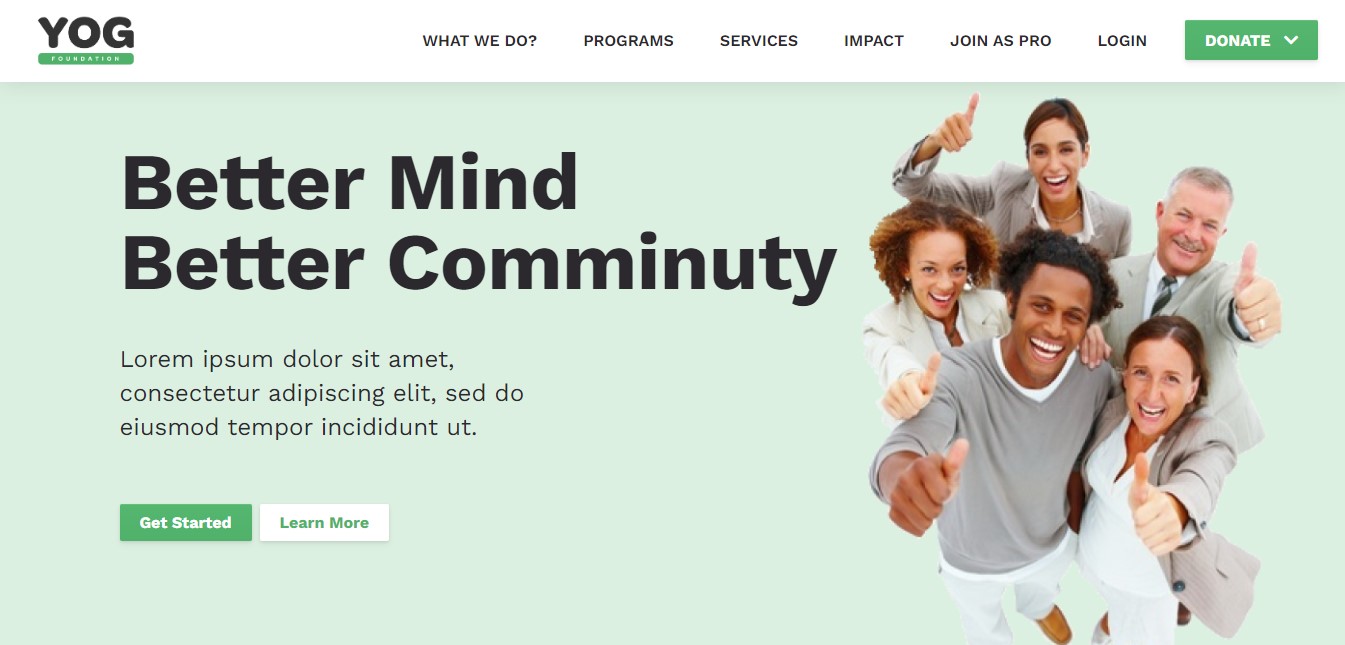 YOG
FOUNDATION
WHAT WE DO? PROGRAMS SERVICES IMPACT JOIN AS PRO LOGIN DONATE
Better Mind
Better Comminuty
Lorem ipsum dolor sit amet,
consectetur adipiscing elit, sed do
eiusmod tempor incididunt ut.
Get Started Learn More